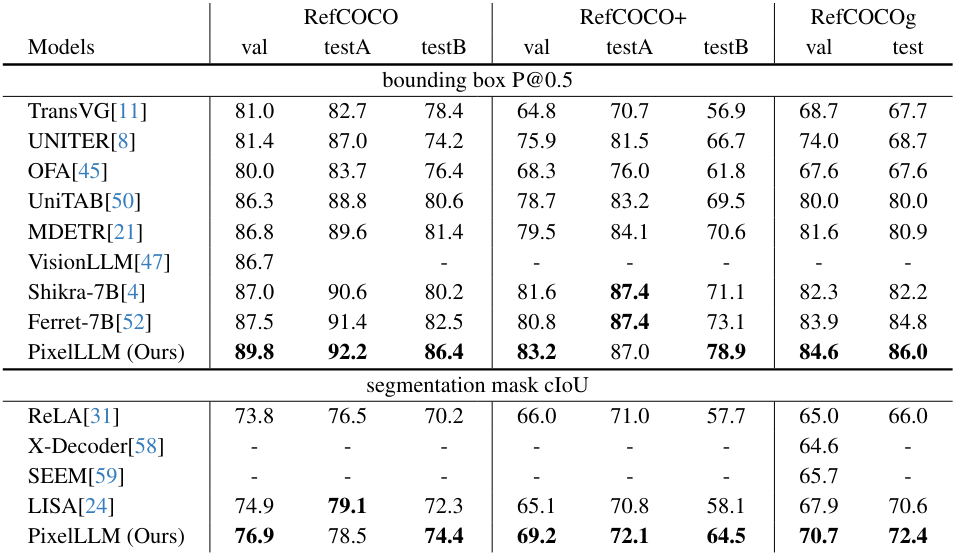 RefCOCO RefCOCO+ RefCOCOg
Models val testA testB val testA testB val test
bounding box P@0.5
TransVG[11] 81.0 82.7 78.4 64.8 70.7 56.9 68.7 67.7
UNITER[8] 81.4 87.0 74.2 75.9 81.5 66.7 74.0 68.7
OFA[45] 80.0 83.7 76.4 68.3 76.0 61.8 67.6 67.6
UniTAB[50] 86.3 88.8 80.6 78.7 83.2 69.5 80.0 80.0
MDETR[21] 86.8 89.6 81.4 79.5 84.1 70.6 81.6 80.9
VisionLLM[47] 86.7 - - - - - -
Shikra-7B[4] 87.0 90.6 80.2 81.6 87.4 71.1 82.3 82.2
Ferret-7B[52] 87.5 91.4 82.5 80.8 87.4 73.1 83.9 84.8
PixelLLM (Ours) 89.8 92.2 86.4 83.2 87.0 78.9 84.6 86.0
segmentation mask cIoU
ReLA[31] 73.8 76.5 70.2 66.0 71.0 57.7 65.0 66.0
X-Decoder[58] - - - - - - 64.6 -
SEEM[59] - - - - - - 65.7 -
LISA[24] 74.9 79.1 72.3 65.1 70.8 58.1 67.9 70.6
PixelLLM (Ours) 76.9 78.5 74.4 69.2 72.1 64.5 70.7 72.4